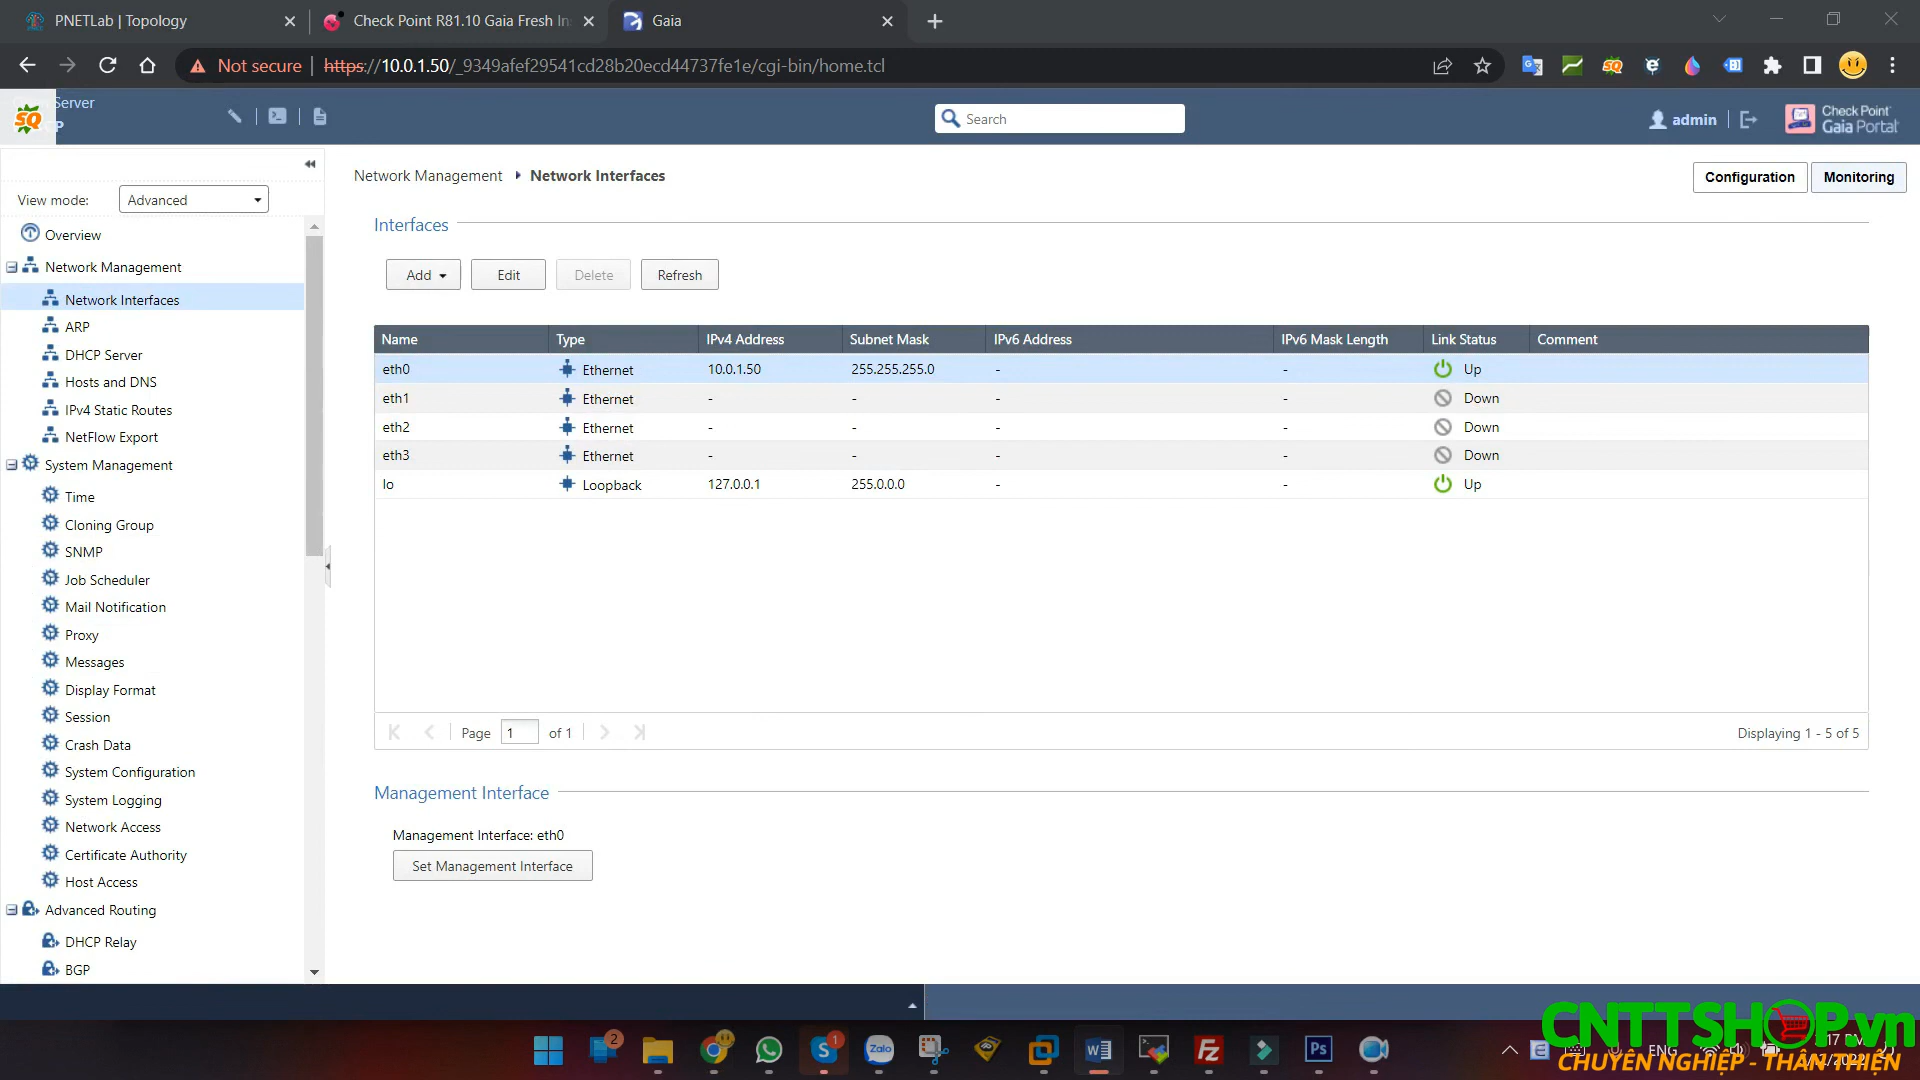 PNETLab | Topology
Check Point R81.10 Gaia Fresh In
Gaia
Not secure | https://10.0.1.50/_9349afef29541cd28b20ecd44737fe1e/cgi-bin/home.tcl
Server
SQ P
Search
admin
Check Point
Gaia Portal
View mode: Advanced
Overview
Network Management
Network Interfaces
ARP
DHCP Server
Hosts and DNS
IPv4 Static Routes
NetFlow Export
System Management
Time
Cloning Group
SNMP
Job Scheduler
Mail Notification
Proxy
Messages
Display Format
Session
Crash Data
System Configuration
System Logging
Network Access
Certificate Authority
Host Access
Advanced Routing
DHCP Relay
BGP
Network Management Network Interfaces
Configuration Monitoring
Interfaces
Add Edit Delete Refresh
Name Type IPv4 Address Subnet Mask IPv6 Address IPv6 Mask Length Link Status Comment
eth0 Ethernet 10.0.1.50 255.255.255.0 - - Up
eth1 Ethernet - - - - Down
eth2 Ethernet - - - - Down
eth3 Ethernet - - - - Down
lo Loopback 127.0.0.1 255.0.0.0 - - Up
Page 1 of 1
Displaying 1 - 5 of 5
Management Interface
Management Interface: eth0
Set Management Interface
2
1
Zalo
W
Fz
Ps
E
ENG
CNTTSHOP.vn
CHUYÊN NGHIỆP - THÂN THIỆN